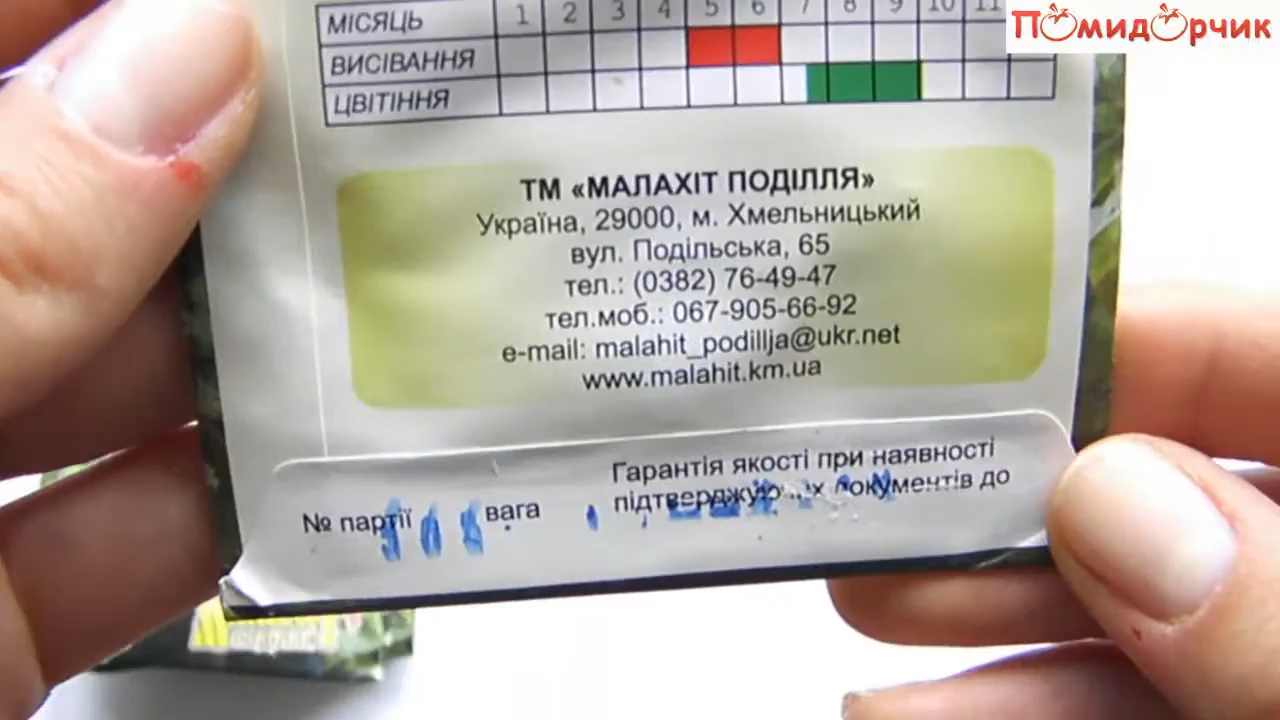 Помидорчик
МІСЯЦЬ 1 2 3 4 5 6 7 8 9 10 11
ВИСІВАННЯ
ЦВІТІННЯ
ТМ «МАЛАХІТ ПОДІЛЛЯ»
Україна, 29000, м. Хмельницький
вул. Подільська, 65
тел.: (0382) 76-49-47
тел.моб.: 067-905-66-92
e-mail: malahit_podillja@ukr.net
www.malahit.km.ua
Гарантія якості при наявності
документів до
№ партії вага